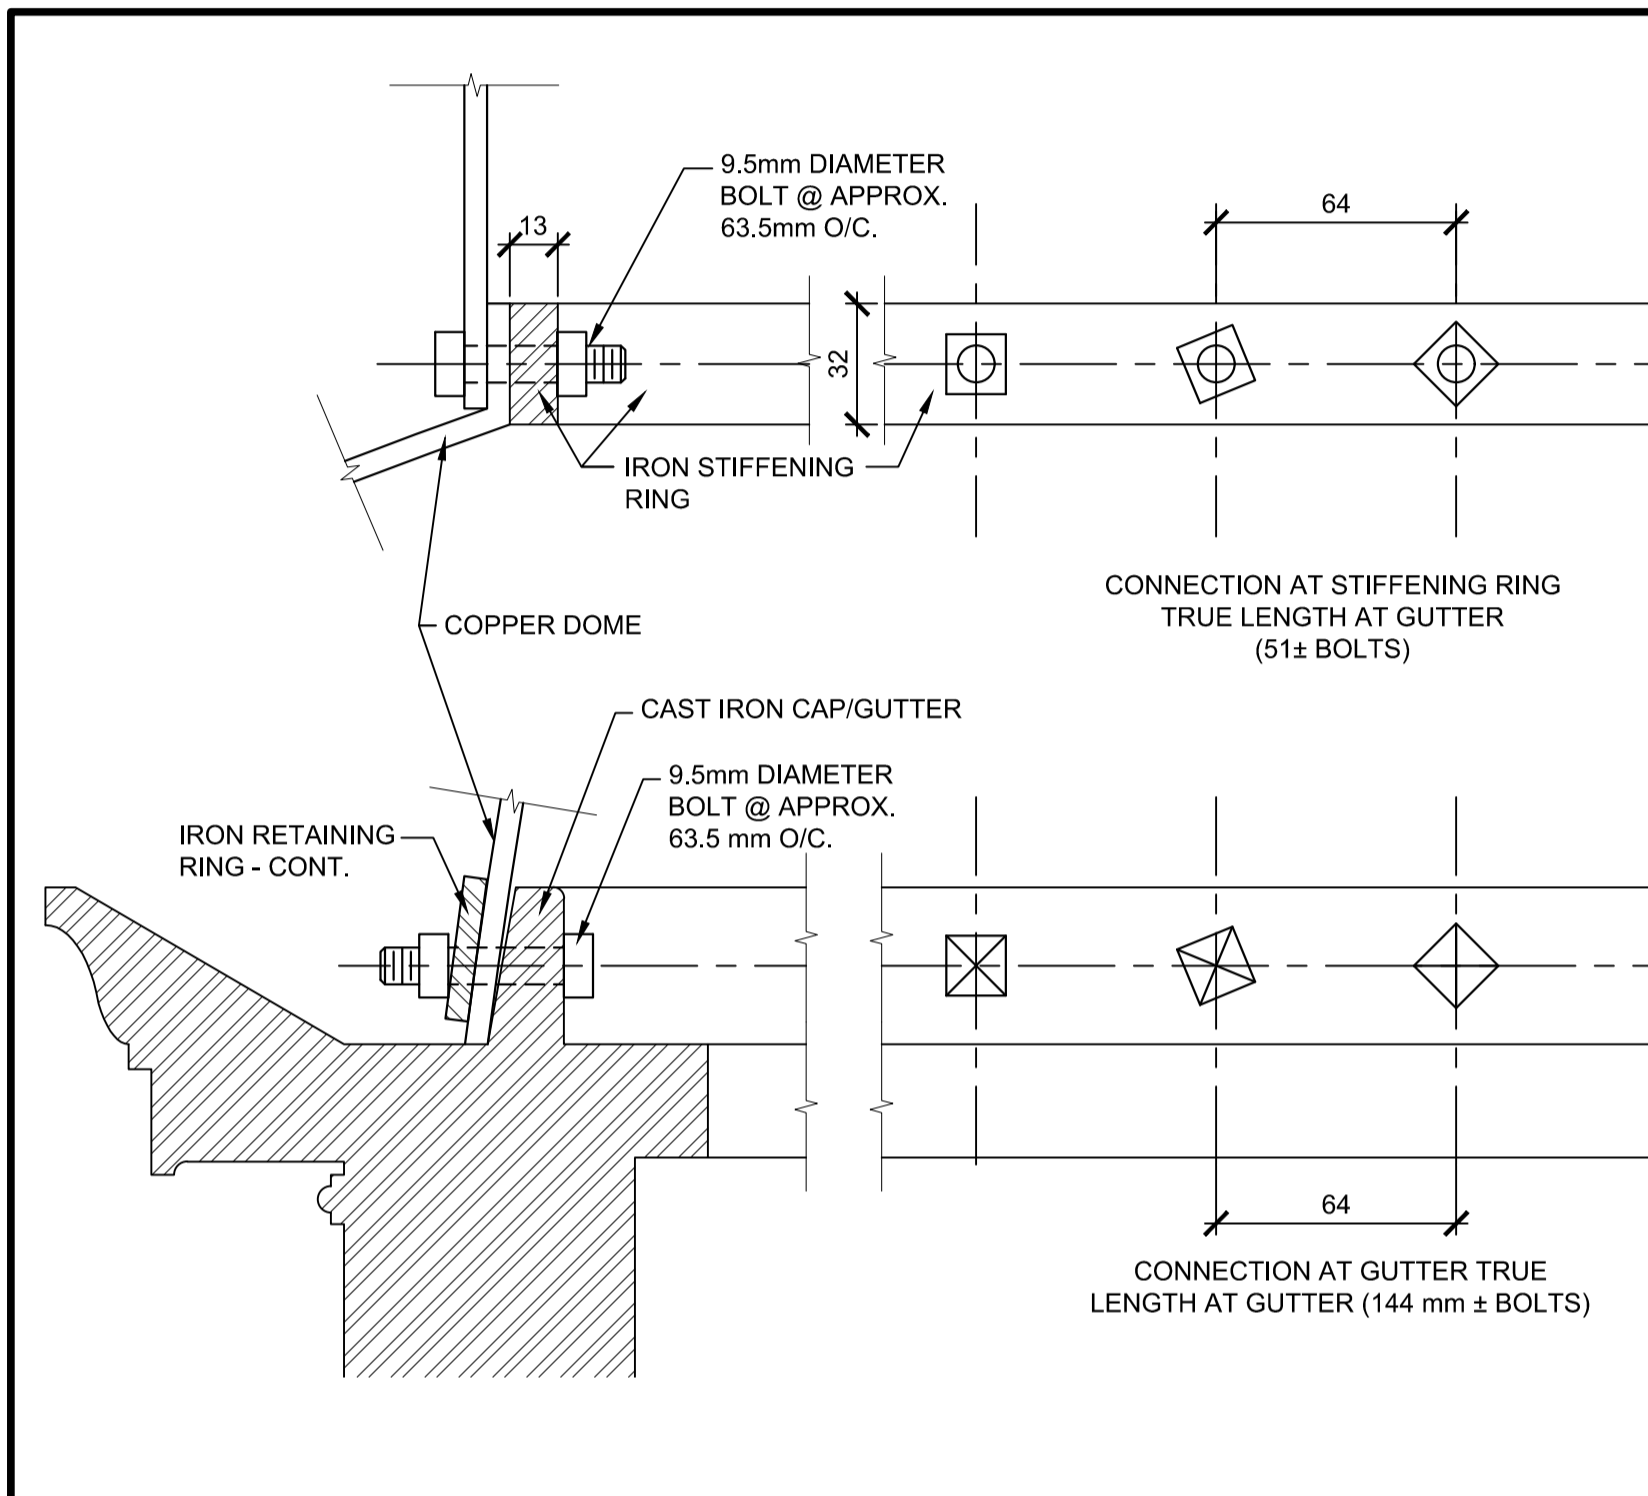 9.5mm DIAMETER
BOLT @ APPROX.
63.5mm O/C.
13
64
32
IRON STIFFENING
RING
CONNECTION AT STIFFENING RING
TRUE LENGTH AT GUTTER
(51± BOLTS)
COPPER DOME
CAST IRON CAP/GUTTER
9.5mm DIAMETER
BOLT @ APPROX.
63.5 mm O/C.
IRON RETAINING
RING - CONT.
64
CONNECTION AT GUTTER TRUE
LENGTH AT GUTTER (144 mm ± BOLTS)